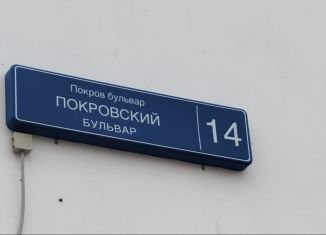 Покров бульвар
ПОКРОВСКИЙ
БУЛЬВАР
14